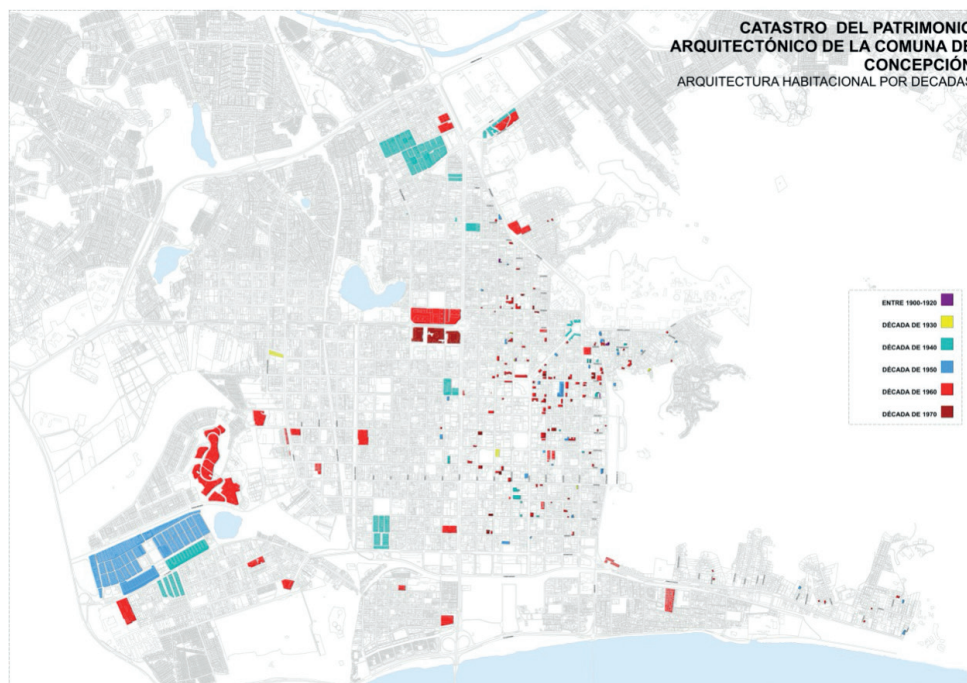 CATASTRO DEL PATRIMONIO
ARQUITECTÓNICO DE LA COMUNA DE
CONCEPCIÓN
ARQUITECTURA HABITACIONAL POR DECADAS
ENTRE 1900-1920
DÉCADA DE 1930
DÉCADA DE 1940
DÉCADA DE 1950
DÉCADA DE 1960
DÉCADA DE 1970